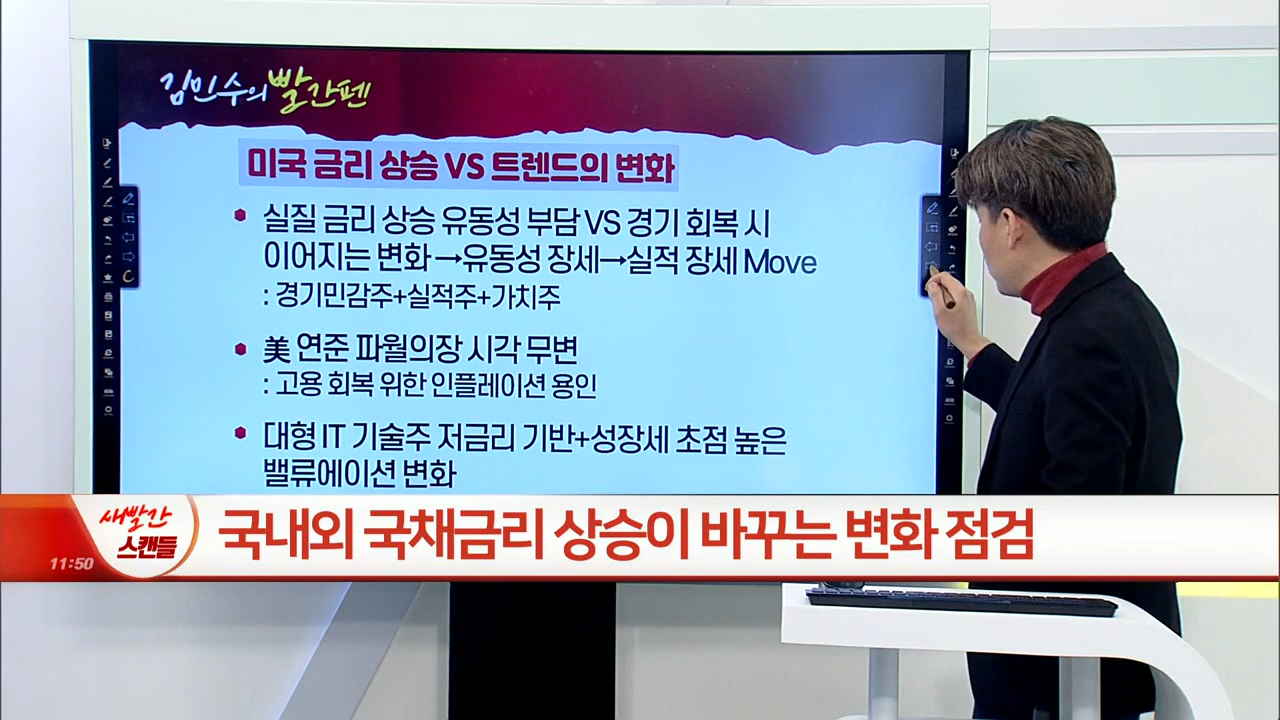 김민수의 빨간펜
미국 금리 상승 VS 트렌드의 변화
• 실질 금리 상승 유동성 부담 VS 경기 회복 시
이어지는 변화→유동성 장세→실적 장세 Move
: 경기민감주+실적주+가치주
• 美 연준 파월의장 시각 무변
: 고용 회복 위한 인플레이션 용인
• 대형 IT 기술주 저금리 기반+성장세 초점 높은
밸류에이션 변화
새빨간
스캔들
11:50
국내외 국채금리 상승이 바꾸는 변화 점검